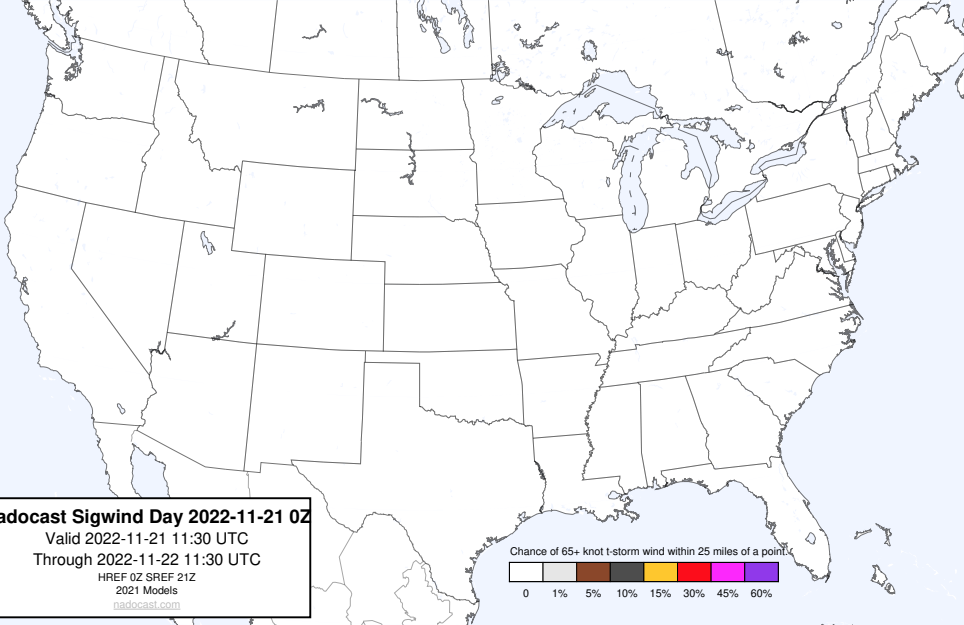 adocast Sigwind Day 2022-11-21 0Z
Valid 2022-11-21 11:30 UTC
Through 2022-11-22 11:30 UTC
HREF 0Z SREF 21Z
2021 Models
nadocast.com
Chance of 65+ knot t-storm wind within 25 miles of a point.
0 1% 5% 10% 15% 30% 45% 60%